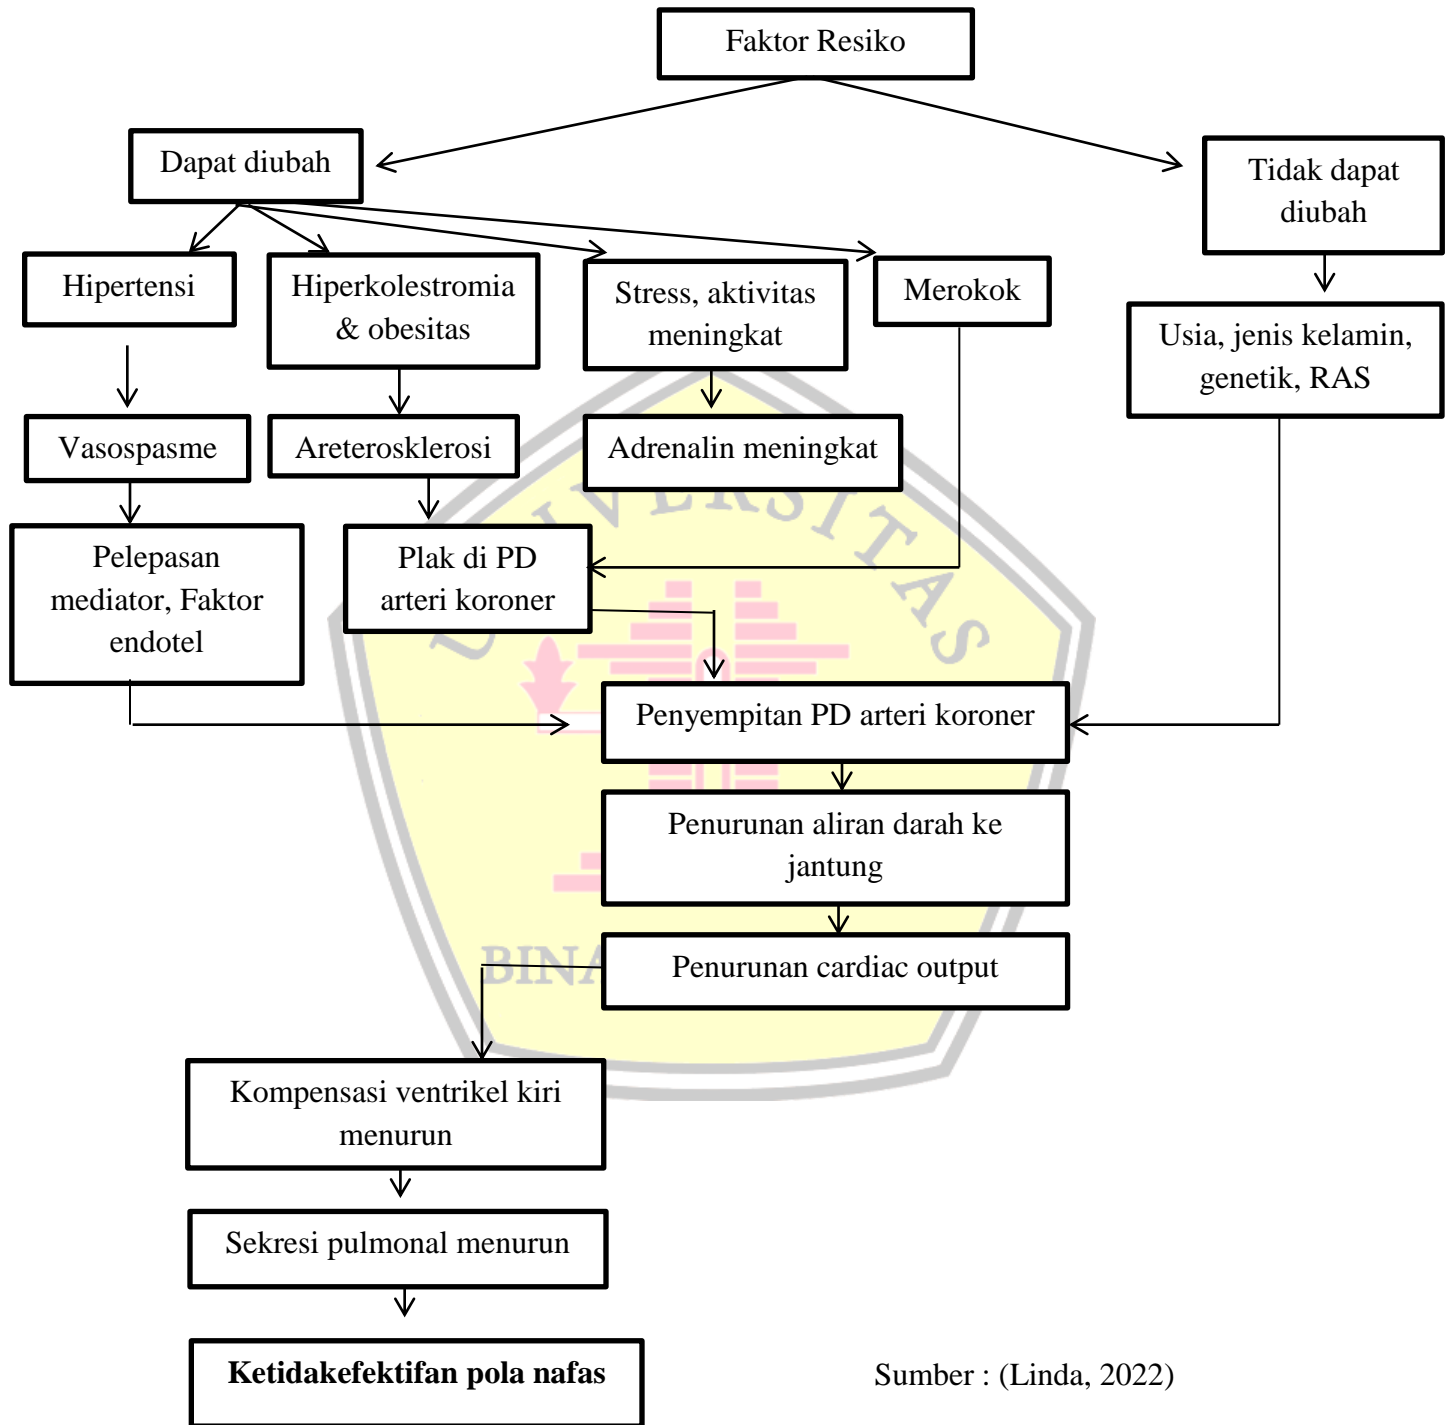 Faktor Resiko
Dapat diubah
Tidak dapat
diubah
Hipertensi
Hiperkolestromia
& obesitas
Stress, aktivitas
meningkat
Merokok
Usia, jenis kelamin,
genetik, RAS
Vasospasme
Areterosklerosi
Adrenalin meningkat
UNIVERSITAS
Pelepasan
mediator, Faktor
endotel
Plak di PD
arteri koroner
Penyempitan PD arteri koroner
Penurunan aliran darah ke
jantung
Penurunan cardiac output
Kompensasi ventrikel kiri
menurun
Sekresi pulmonal menurun
Ketidakefektifan pola nafas
Sumber : (Linda, 2022)